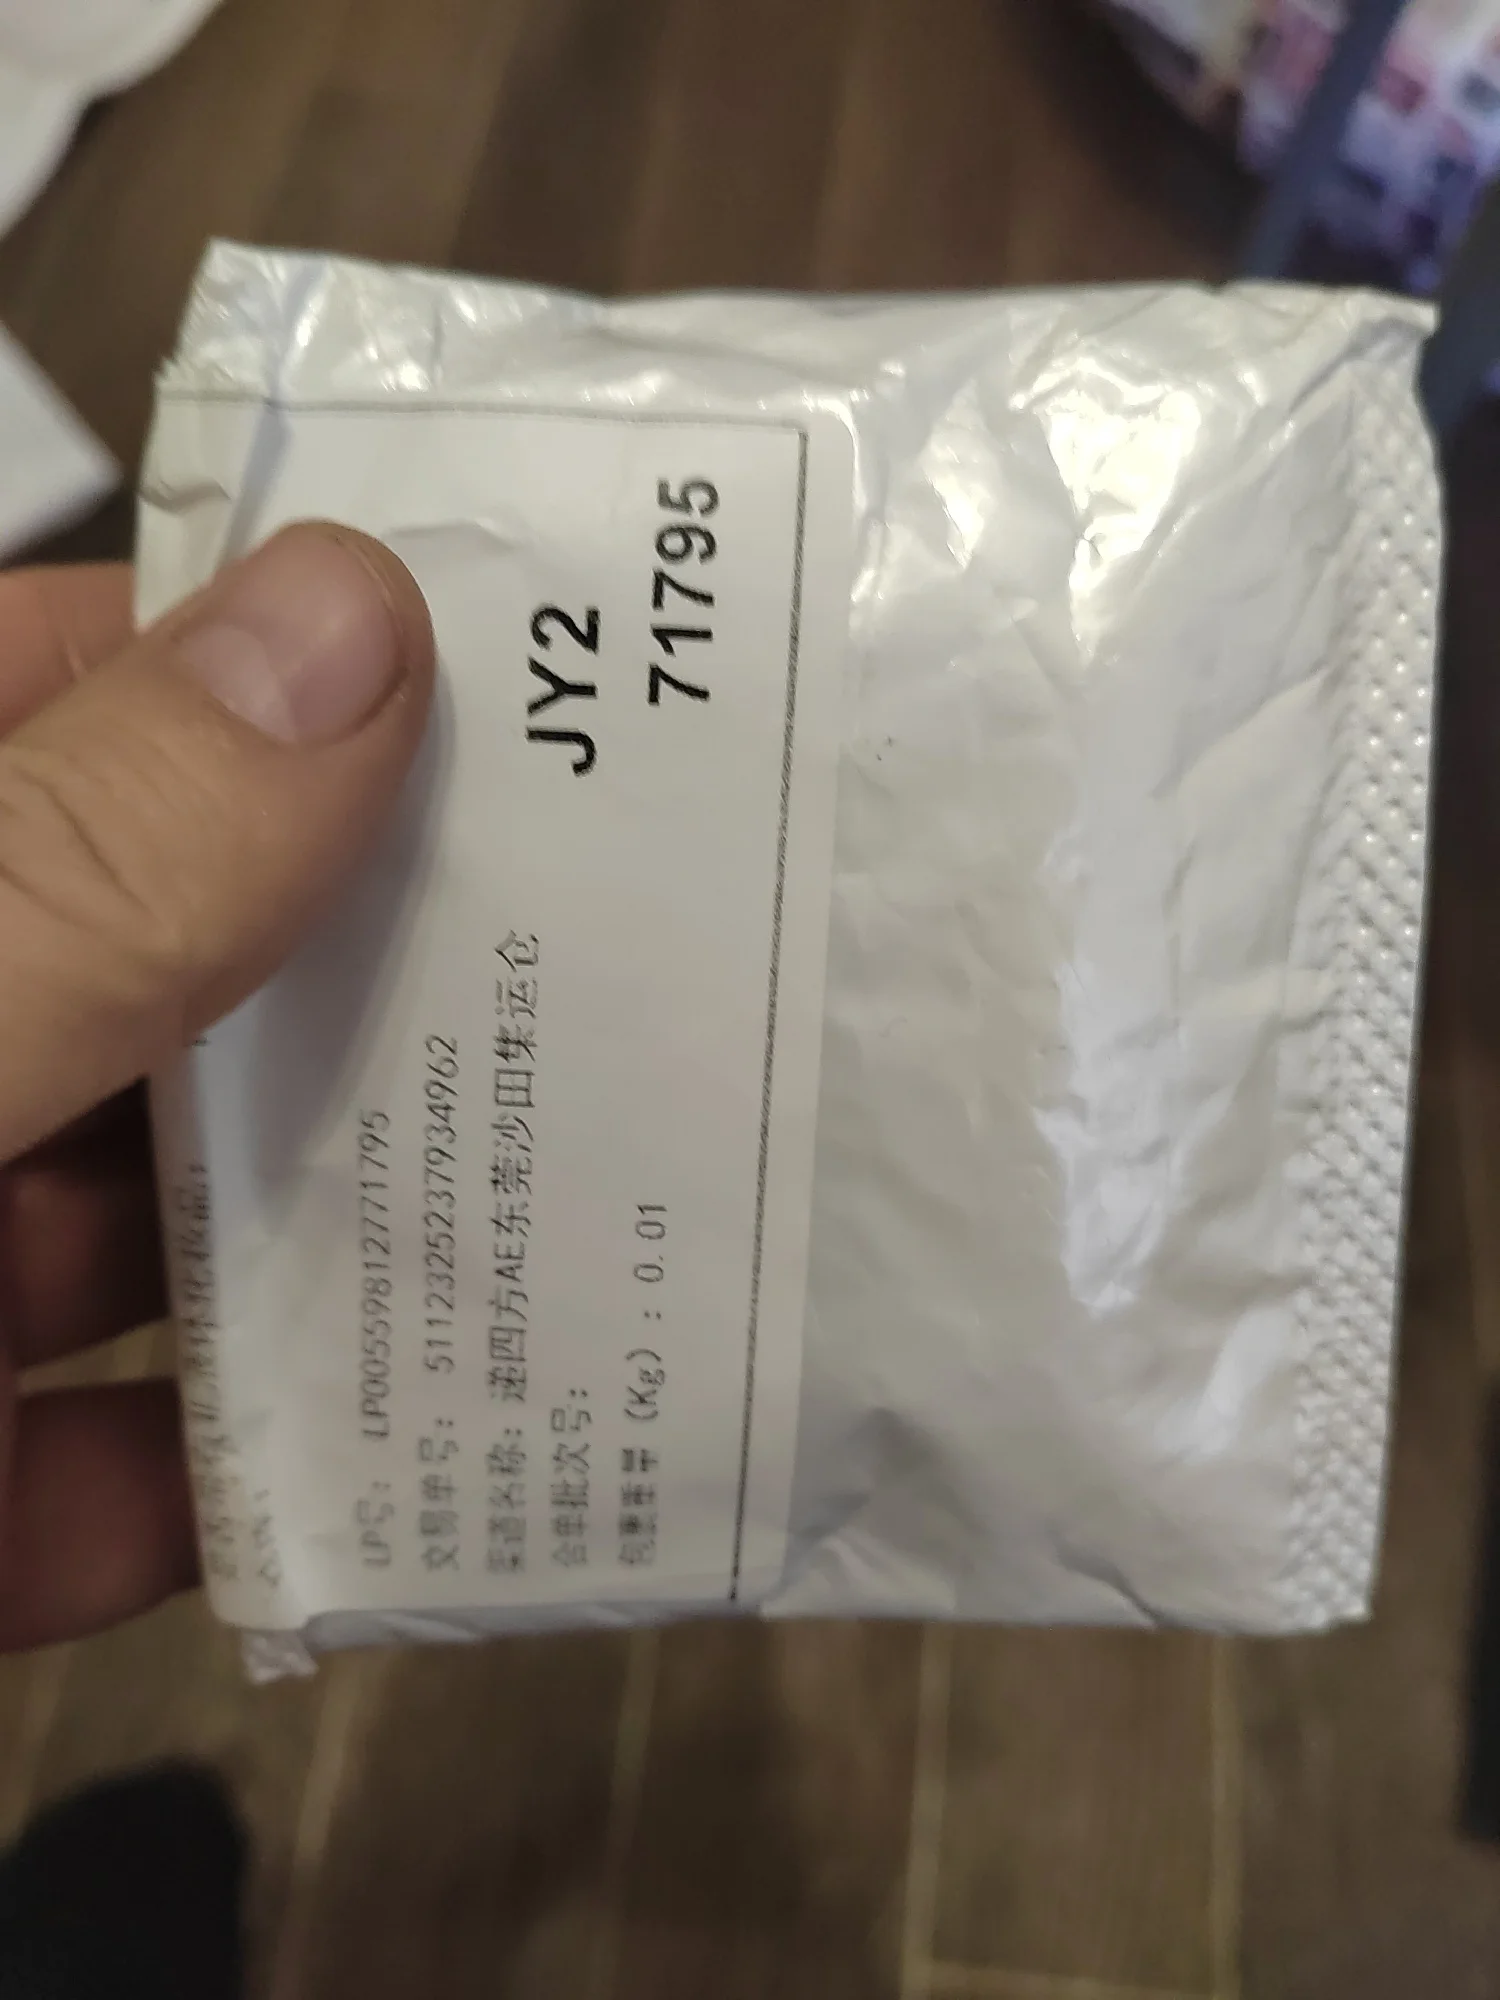 LP号: LP00559812771795
交易单号: 5112325237934962
渠道名称: 递四方AE东莞沙田集运仓
JY2
合单批次号:
包裹重量 (Kg) : 0.01
71795